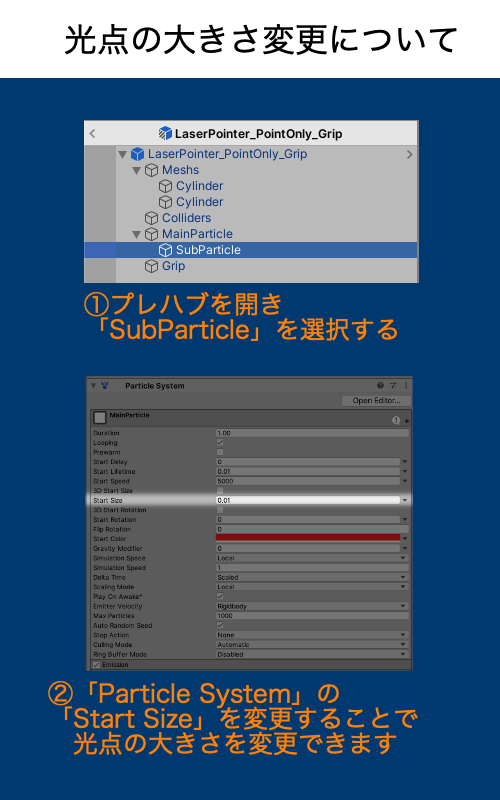 光点の大きさ変更について
LaserPointer_PointOnly_Grip
LaserPointer_PointOnly_Grip
Meshs
Cylinder
Cylinder
Colliders
MainParticle
SubParticle
Grip
①プレハブを開き
「SubParticle」を選択する
Particle System
Open Editor...
MainParticle
Duration 1.00
Looping
Prewarm
Start Delay 0
Start Lifetime 0.01
Start Speed 5000
3D Start Size
Start Size 0.01
3D Start Rotation
Start Rotation 0
Flip Rotation 0
Start Color
Gravity Modifier 0
Simulation Space Local
Simulation Speed 1
Delta Time Scaled
Scaling Mode Local
Play On Awake*
Emitter Velocity Rigidbody
Max Particles 1000
Auto Random Seed
Stop Action None
Culling Mode Automatic
Ring Buffer Mode Disabled
Emission
②「Particle System」の
「Start Size」を変更することで
光点の大きさを変更できます